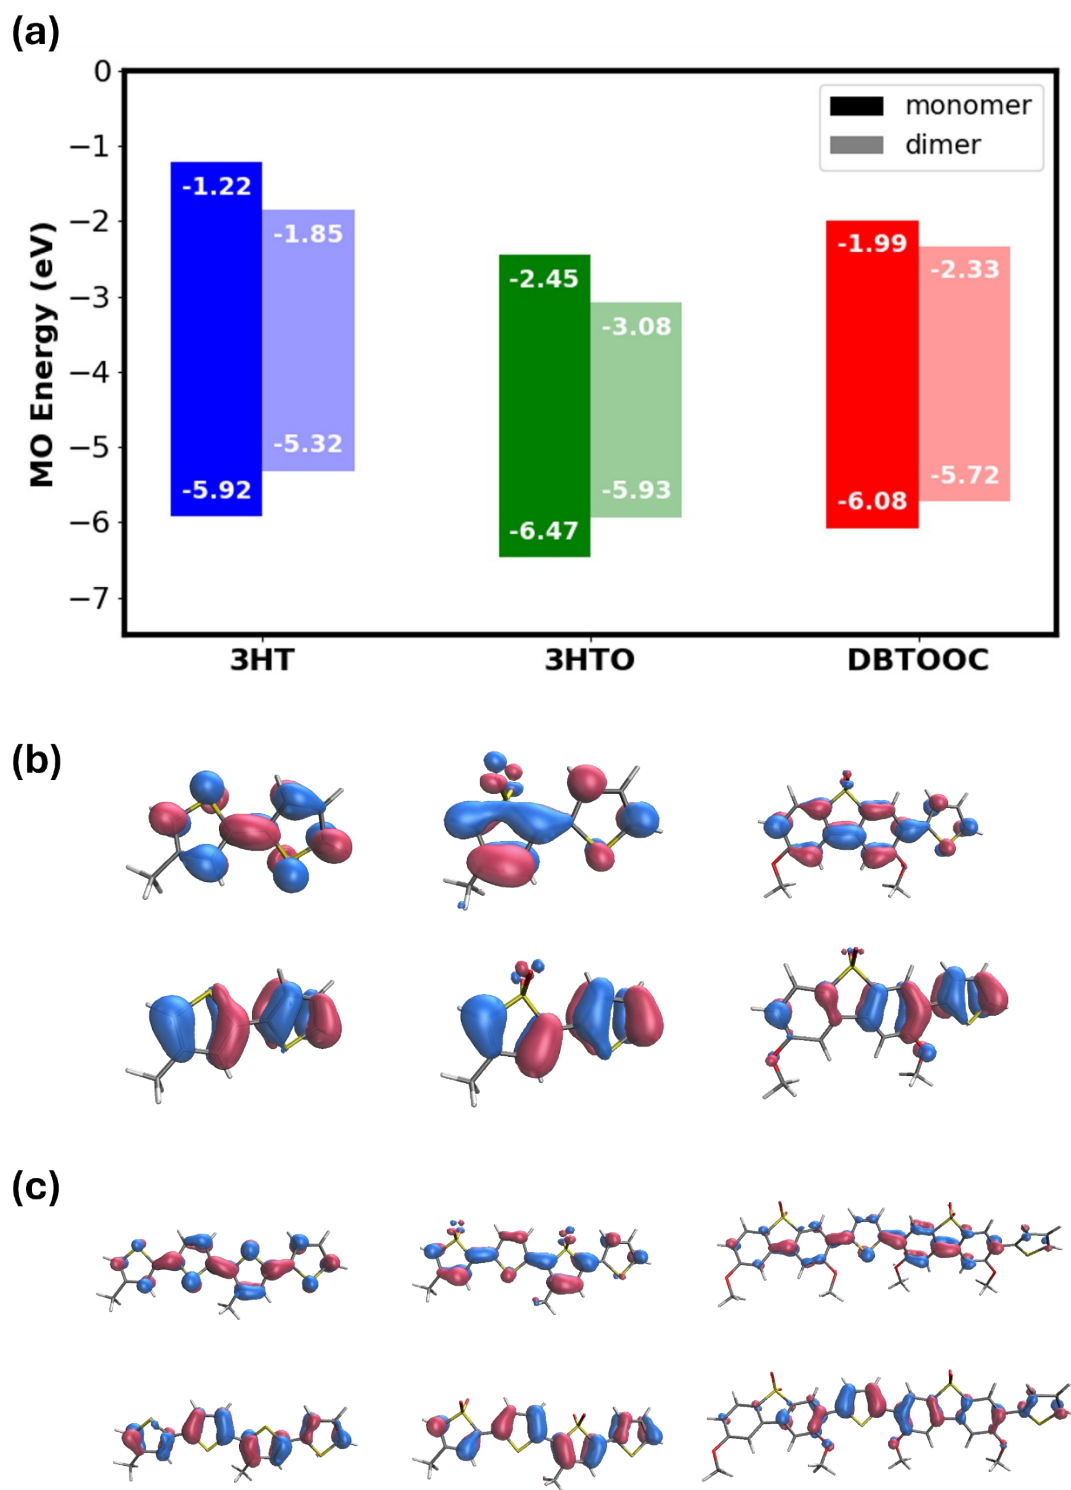 (a)
0
−1
−2
−3
−4
−5
−6
−7
MO Energy (eV)
monomer
dimer
-1.22
-1.85
-5.32
-5.92
-2.45
-3.08
-5.93
-6.47
-1.99
-2.33
-5.72
-6.08
3HT
3HTO
DBTOOC
(b)
(c)